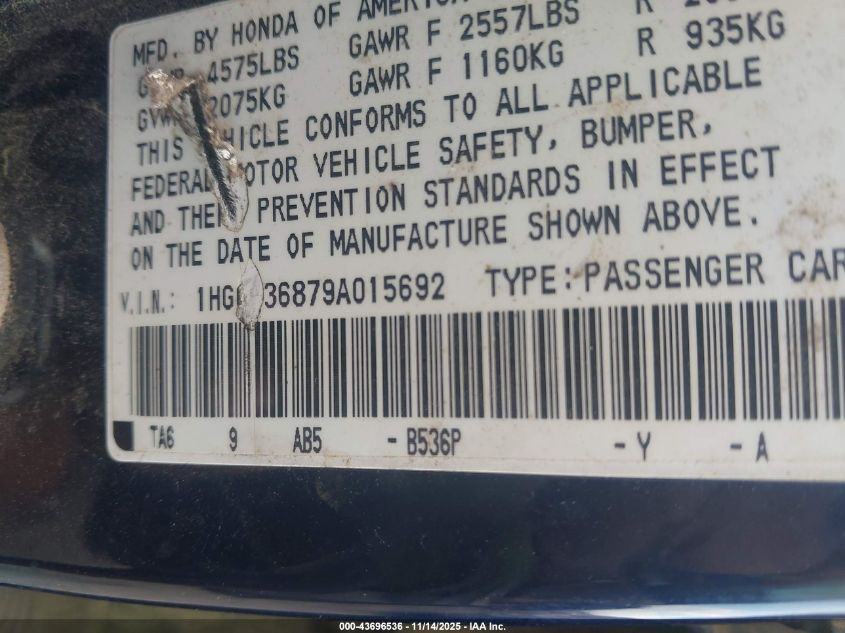 MFD. BY HONDA OF AMERICA
4575LBS GAWR F 2557LBS R
2075KG GAWR F 1160KG R 935KG
THIS VEHICLE CONFORMS TO ALL APPLICABLE
FEDERAL MOTOR VEHICLE SAFETY, BUMPER,
AND THEFT PREVENTION STANDARDS IN EFFECT
ON THE DATE OF MANUFACTURE SHOWN ABOVE.
V.I.N.: 1HG 36879A015692 TYPE:PASSENGER CAR
TA6 9 AB5 -B536P -Y -A
000-43696536 - 11/14/2025 - IAA Inc.